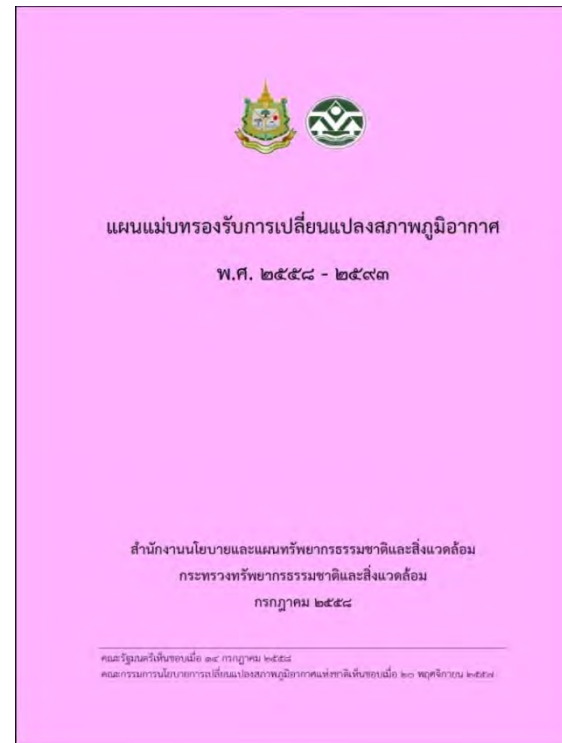 แผนแม่บทรองรับการเปลี่ยนแปลงสภาพภูมิอากาศ
พ.ศ. ๒๕๕๘ - ๒๕๙๓
สำนักงานนโยบายและแผนทรัพยากรธรรมชาติและสิ่งแวดล้อม
กระทรวงทรัพยากรธรรมชาติและสิ่งแวดล้อม
กรกฎาคม ๒๕๕๘
คณะรัฐมนตรีเห็นชอบเมื่อ ๑๔ กรกฎาคม ๒๕๕๘
คณะกรรมการนโยบายการเปลี่ยนแปลงสภาพภูมิอากาศแห่งชาติเห็นชอบเมื่อ ๒๐ พฤศจิกายน ๒๕๕๗